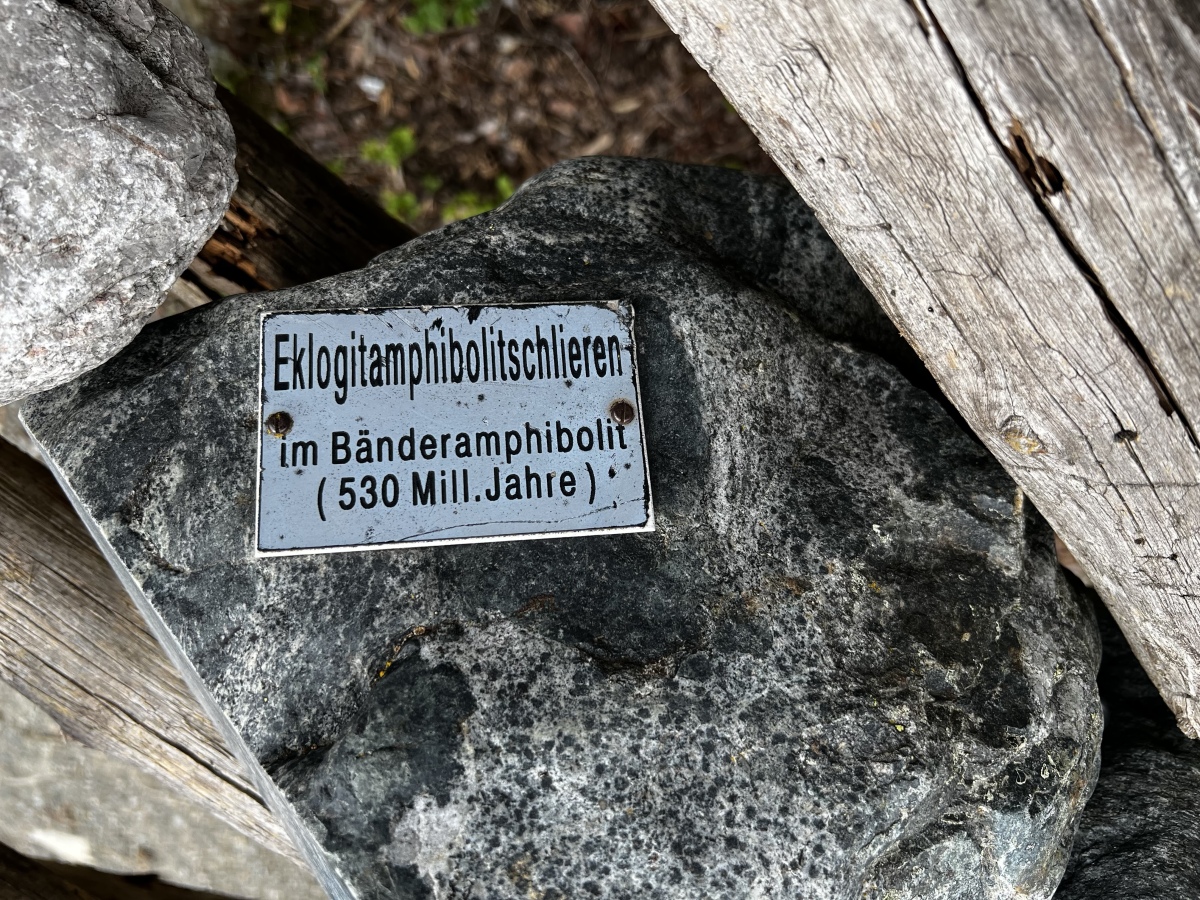 Eklogitamphibolitschlieren
im Bänderamphibolit
(530 Mill.Jahre)